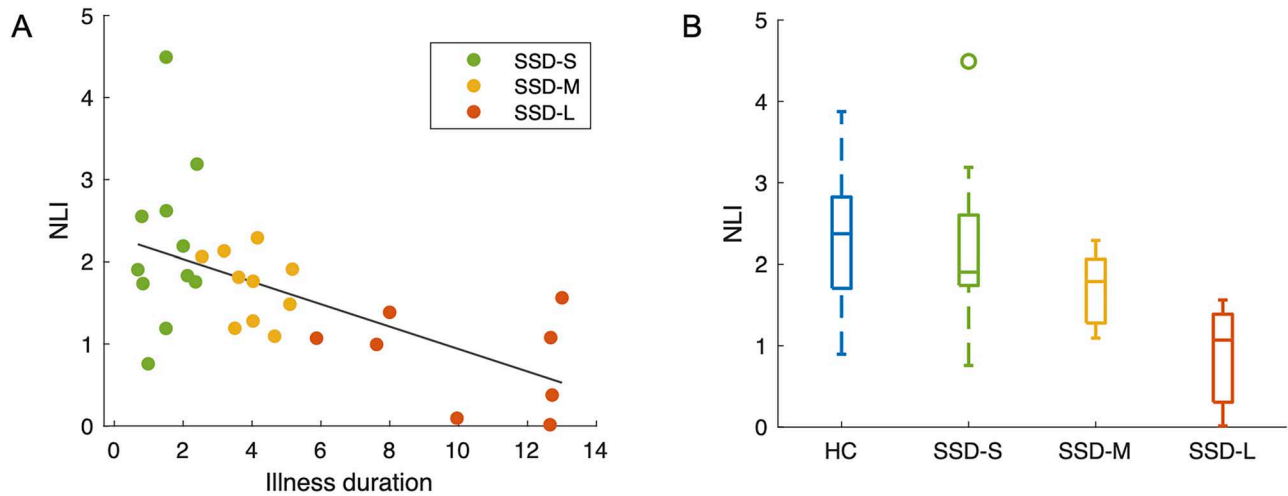 A
NLI
5
4
3
2
1
0
0 2 4 6 8 10 12 14
Illness duration
SSD-S
SSD-M
SSD-L
B
NLI
5
4
3
2
1
0
HC SSD-S SSD-M SSD-L